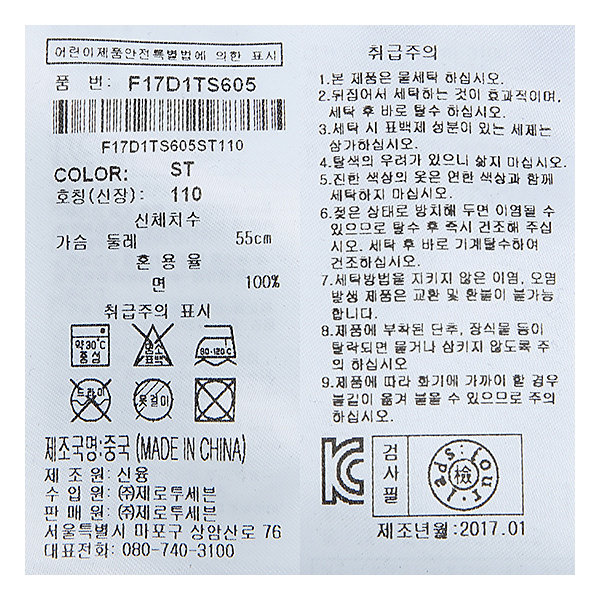 어린이제품안전특별법에 의한 표시
품 번: F17D1TS605
F17D1TS605ST110
COLOR: ST
호칭(신장): 110
신체치수
가슴 둘레 55cm
혼용율
면 100%
취급주의 표시
약30°C
중성
염소
표백
80-120°C
드라이
옷걸이
제조국명:중국 (MADE IN CHINA)
제 조 원: 신융
수 입 원: ㈜제로투세븐
판 매 원: ㈜제로투세븐
서울특별시 마포구 상암산로 76
대표전화: 080-740-3100
취급주의
1.본 제품은 물세탁 하십시오.
2.뒤집어서 세탁하는 것이 효과적이며,
세탁 후 바로 탈수 하십시오.
3.세탁 시 표백제 성분이 있는 세제는
삼가하십시오.
4.탈색의 우려가 있으니 삶지 마십시오.
5.진한 색상의 옷은 연한 색상과 함께
세탁하지 마십시오.
6.젖은 상태로 방치해 두면 이염될 수
있으므로 탈수 후 즉시 건조해 주십
시오. 세탁 후 바로 기계탈수하여
건조하십시오.
7.세탁방법을 지키지 않은 이염, 오염
발생 제품은 교환 및 환불이 불가능
합니다.
8.제품에 부착된 단추, 장식물 등이
탈락되면 물거나 삼키지 않도록 주
의 하십시오
9.제품에 따라 화기에 가까이 할 경우
불길이 옮겨 붙을 수 있으므로 주의
하십시오.
검사필
檢
제조년월:2017.01